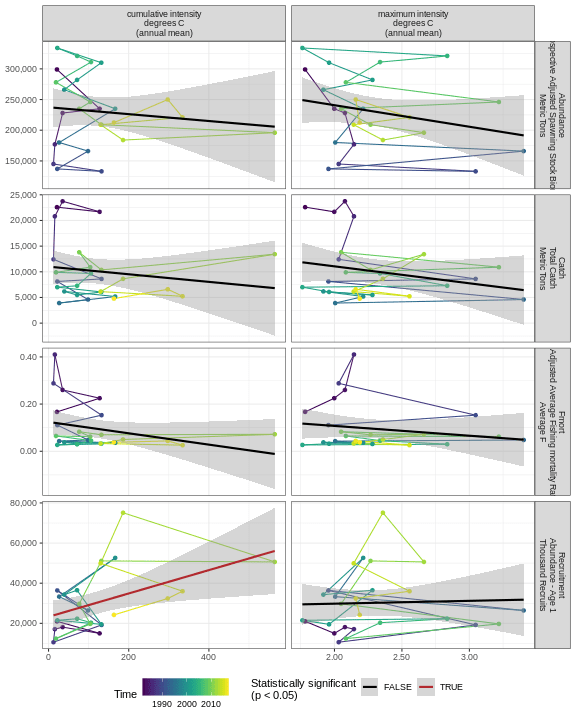 cumulative intensity
degrees C
(annual mean)
maximum intensity
degrees C
(annual mean)
300,000
250,000
200,000
150,000
Abundance
Adjusted Spawning Stock
Metric Tons
25,000
20,000
15,000
10,000
5,000
0
Catch
Total Catch
Metric Tons
0.40
0.20
0.00
Fmort
Adjusted Average Fishing mortality
Average F
80,000
60,000
40,000
20,000
Recruitment
Abundance - Age 1
Thousand Recruits
0
200
400
2.00
2.50
3.00
Time
1990 2000 2010
Statistically significant
(p < 0.05)
FALSE
TRUE